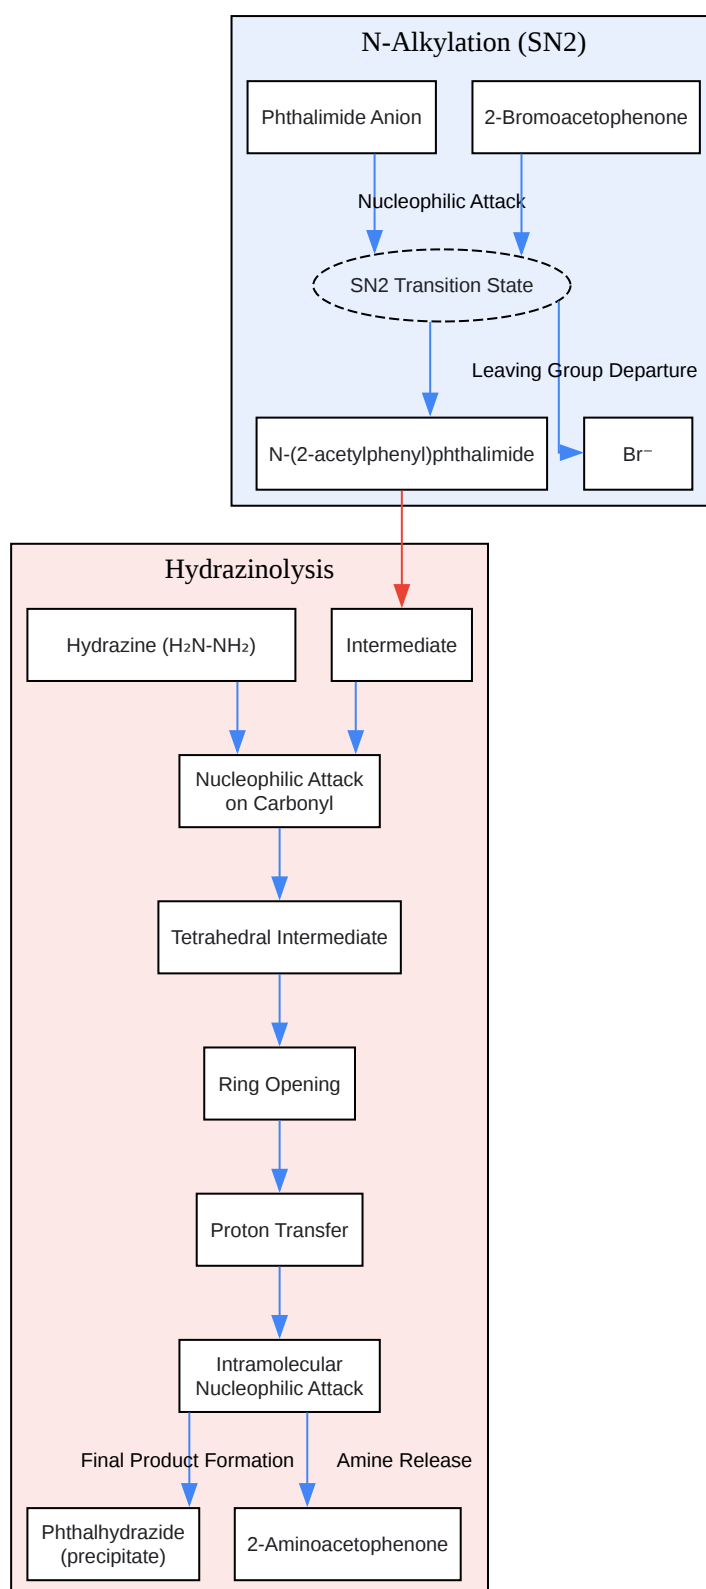 N-Alkylation (SN2)
Phthalimide Anion
2-Bromoacetophenone
Nucleophilic Attack
SN2 Transition State
Leaving Group Departure
N-(2-acetylphenyl)phthalimide
Br⁻
Hydrazinolysis
Hydrazine (H₂N-NH₂)
Intermediate
Nucleophilic Attack
on Carbonyl
Tetrahedral Intermediate
Ring Opening
Proton Transfer
Intramolecular
Nucleophilic Attack
Final Product Formation
Amine Release
Phthalhydrazide
(precipitate)
2-Aminoacetophenone